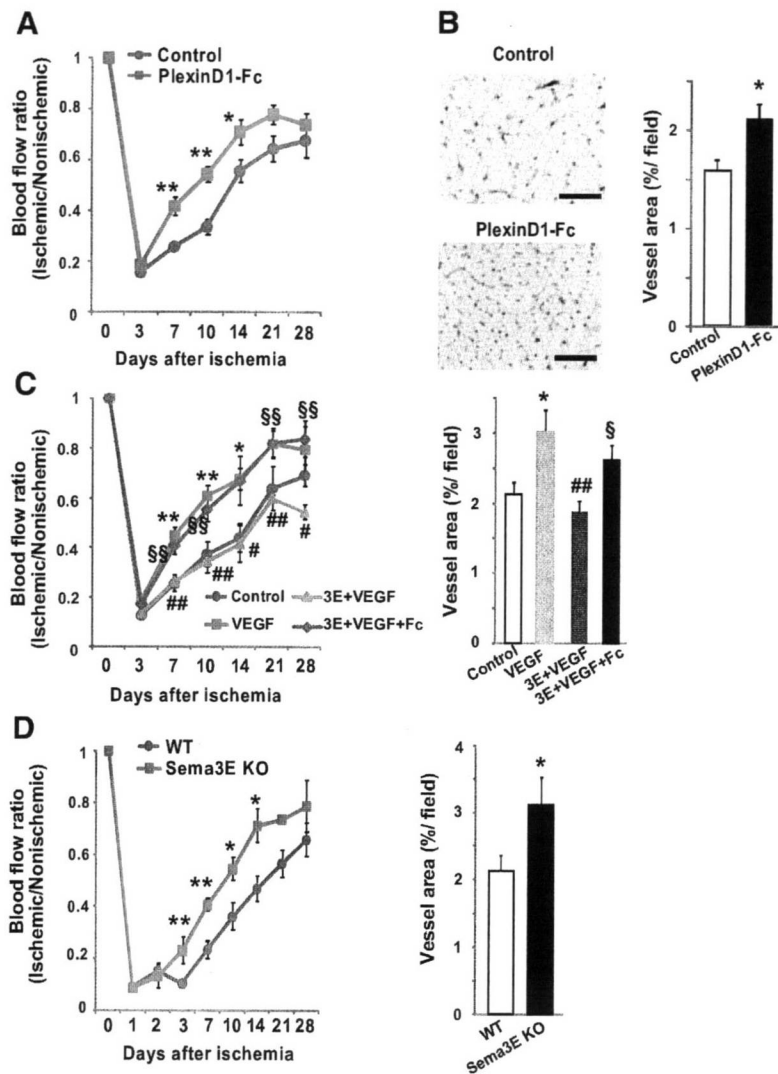 A
Blood flow ratio
(Ischemic/Nonischemic)
1
0.8
0.6
0.4
0.2
0
Control
PlexinD1-Fc
**
**
*
0 3 7 10 14 21 28
Days after ischemia
B
Control
PlexinD1-Fc
Vessel area (%/ field)
2
1
0
*
Control
PlexinD1-Fc
C
Blood flow ratio
(Ischemic/Nonischemic)
1
0.8
0.6
0.4
0.2
0
**
**
*
§§
§§
§§
§§
##
##
#
##
#
Control
3E+VEGF
VEGF
3E+VEGF+Fc
0 3 7 10 14 21 28
Days after ischemia
Vessel area (%/ field)
3
2
1
0
*
##
§
Control
VEGF
3E+VEGF
3E+VEGF+Fc
D
Blood flow ratio
(Ischemic/Nonischemic)
1
0.8
0.6
0.4
0.2
0
WT
Sema3E KO
**
**
*
*
0 1 2 3 7 10 14 21 28
Days after ischemia
Vessel area (%/ field)
4
3
2
1
0
*
WT
Sema3E KO